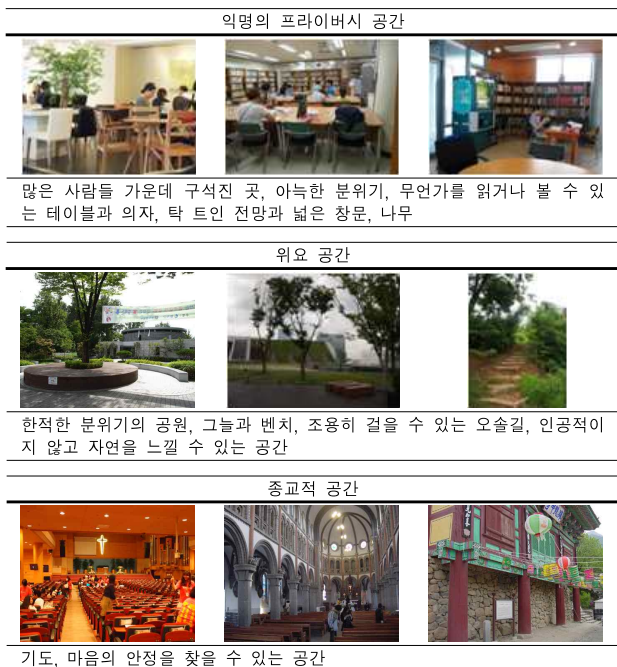 익명의 프라이버시 공간
많은 사람들 가운데 구석진 곳, 아늑한 분위기, 무언가를 읽거나 볼 수 있
는 테이블과 의자, 탁 트인 전망과 넓은 창문, 나무
위요 공간
한적한 분위기의 공원, 그늘과 벤치, 조용히 걸을 수 있는 오솔길, 인공적이
지 않고 자연을 느낄 수 있는 공간
종교적 공간
기도, 마음의 안정을 찾을 수 있는 공간